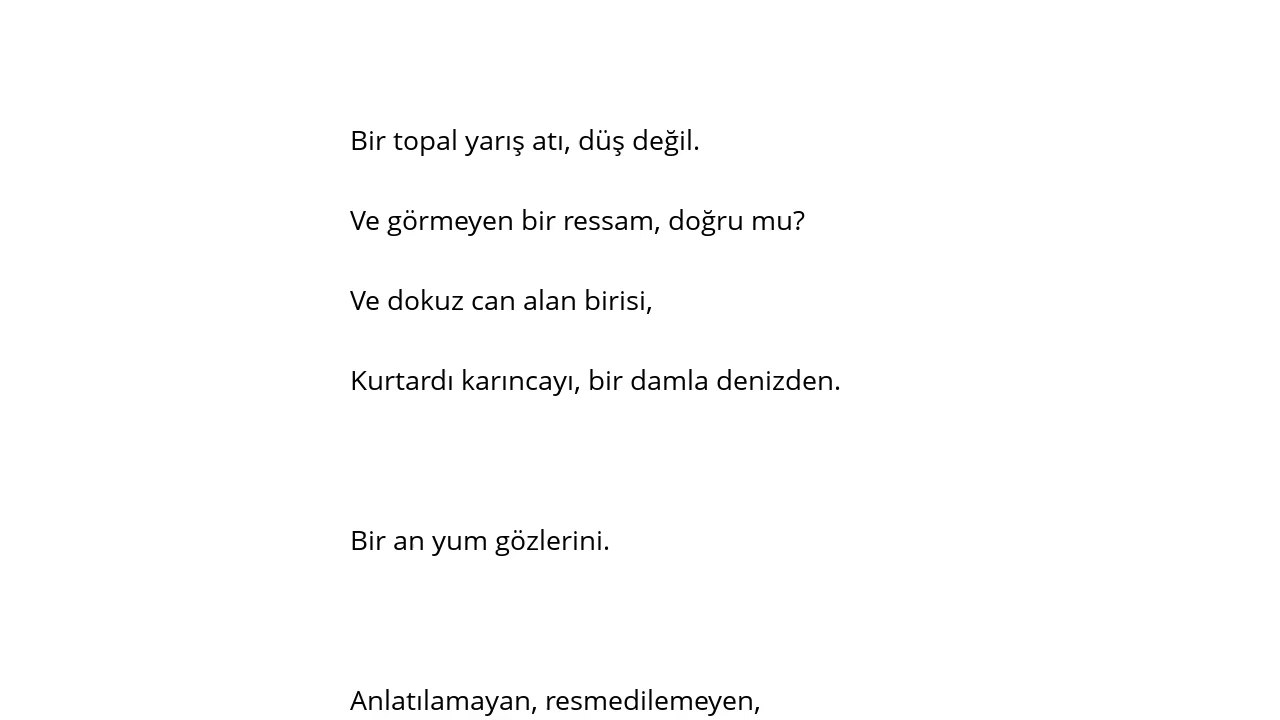 Bir topal yarış atı, düş değil.
Ve görmeyen bir ressam, doğru mu?
Ve dokuz can alan birisi,
Kurtardı karıncayı, bir damla denizden.
Bir an yum gözlerini.
Anlatılamayan, resmedilemeyen,